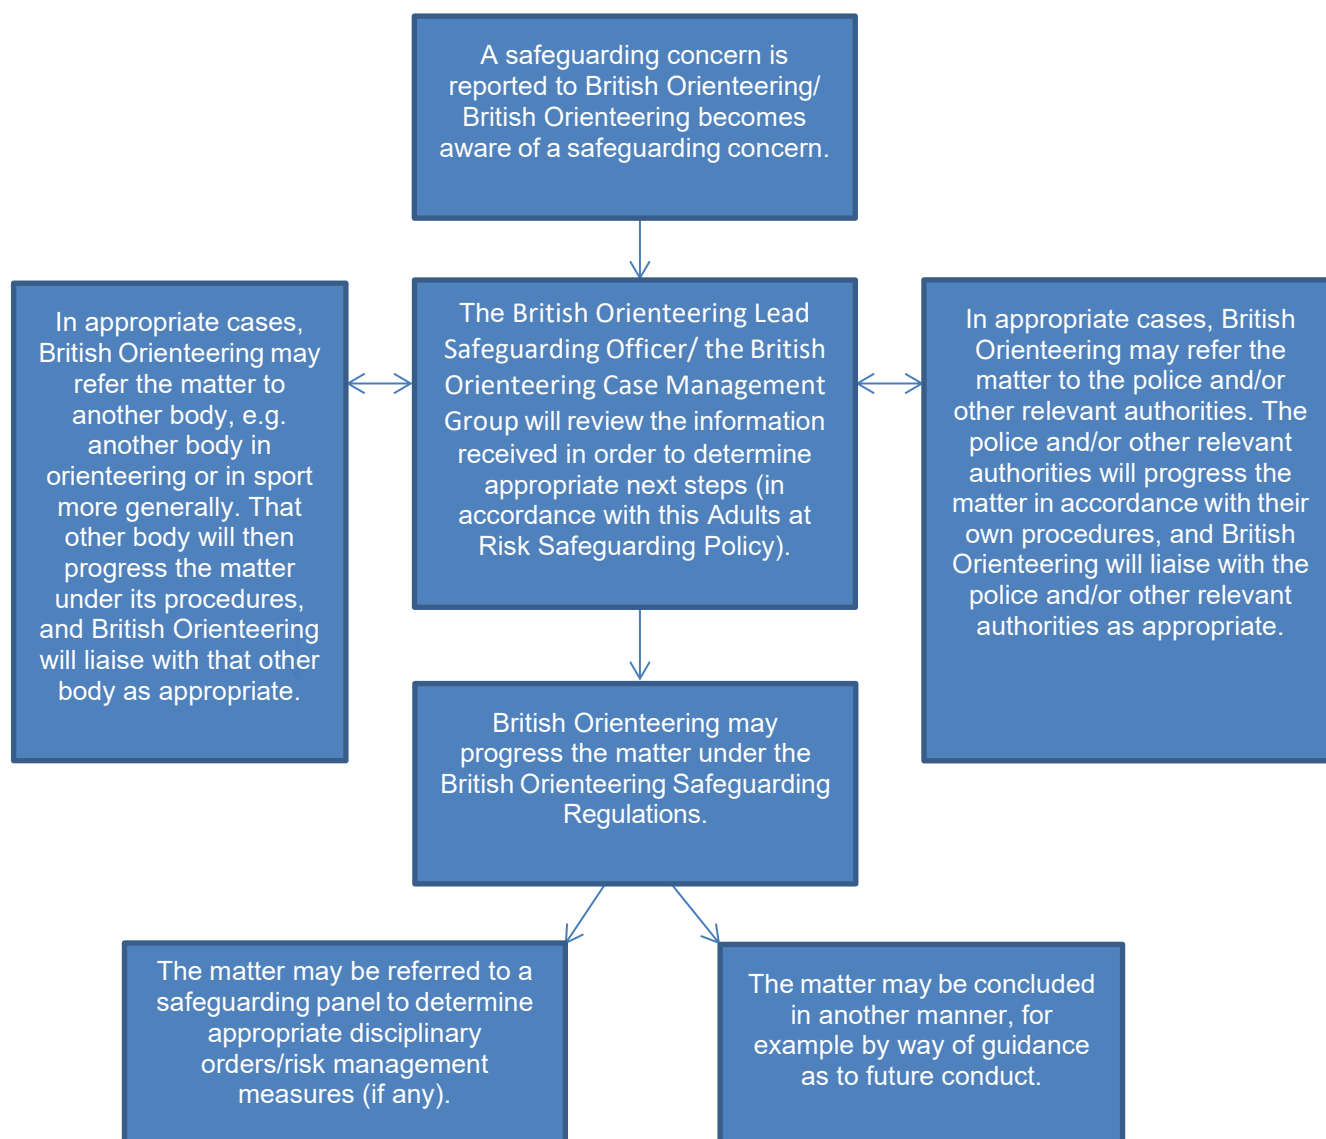 A safeguarding concern is
reported to British Orienteering/
British Orienteering becomes
aware of a safeguarding concern.
In appropriate cases,
British Orienteering may
refer the matter to
another body, e.g.
another body in
orienteering or in sport
more generally. That
other body will then
progress the matter
under its procedures,
and British Orienteering
will liaise with that other
body as appropriate.
The British Orienteering Lead
Safeguarding Officer/ the British
Orienteering Case Management
Group will review the information
received in order to determine
appropriate next steps (in
accordance with this Adults at
Risk Safeguarding Policy).
In appropriate cases, British
Orienteering may refer the
matter to the police and/or
other relevant authorities. The
police and/or other relevant
authorities will progress the
matter in accordance with their
own procedures, and British
Orienteering will liaise with the
police and/or other relevant
authorities as appropriate.
British Orienteering may
progress the matter under the
British Orienteering Safeguarding
Regulations.
The matter may be referred to a
safeguarding panel to determine
appropriate disciplinary
orders/risk management
measures (if any).
The matter may be concluded
in another manner, for
example by way of guidance
as to future conduct.